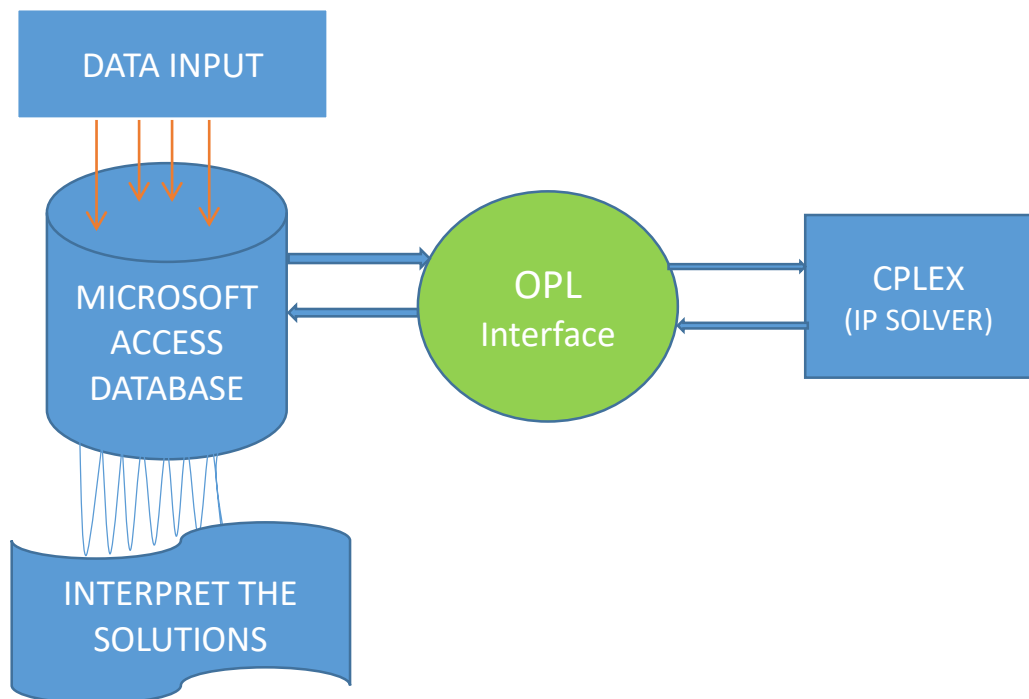 DATA INPUT
MICROSOFT
ACCESS
DATABASE
OPL
Interface
CPLEX
(IP SOLVER)
INTERPRET THE
SOLUTIONS